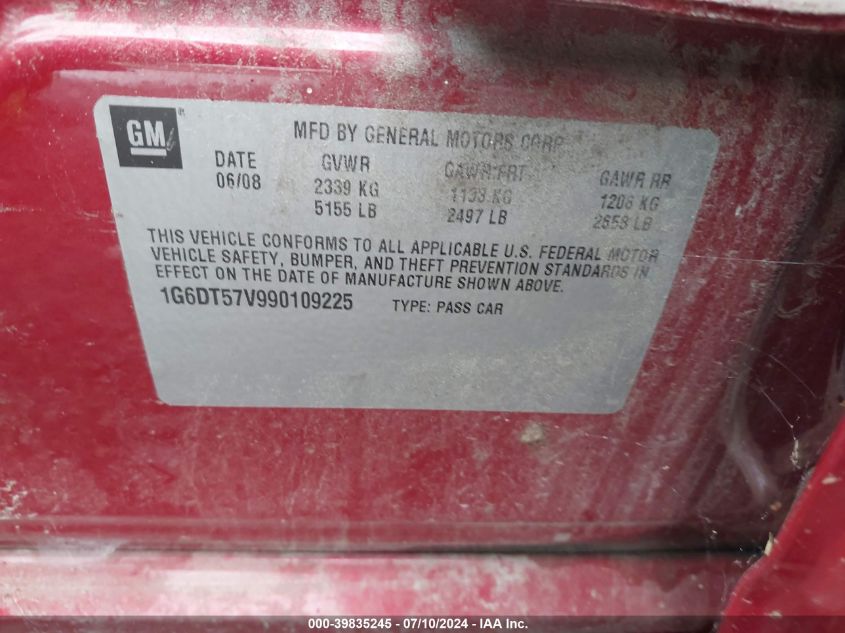 GM
MFD BY GENERAL MOTORS CORP
DATE GVWR GAWR FRT GAWR RR
06/08 2339 KG 1133 KG 1206 KG
5155 LB 2497 LB 2658 LB
THIS VEHICLE CONFORMS TO ALL APPLICABLE U.S. FEDERAL MOTOR
VEHICLE SAFETY, BUMPER, AND THEFT PREVENTION STANDARDS IN
EFFECT ON THE DATE OF MANUFACTURE SHOWN ABOVE.
1G6DT57V990109225 TYPE: PASS CAR
000-39835245 - 07/10/2024 - IAA Inc.